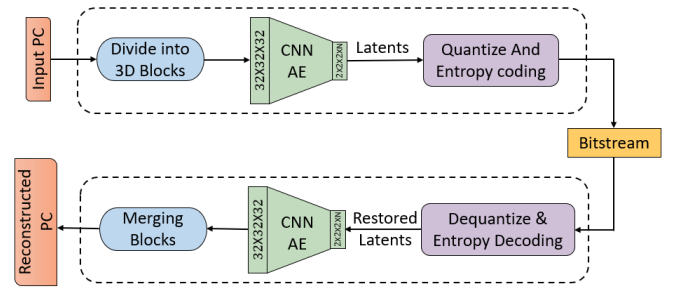 Input PC
Divide into
3D Blocks
32X32X32
CNN
AE
2X2X2XN
Latents
Quantize And
Entropy coding
Bitstream
Reconstructed
PC
Merging
Blocks
32X32X32
CNN
AE
2X2X2XN
Restored
Latents
Dequantize &
Entropy Decoding